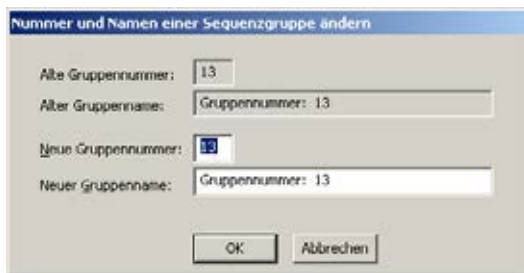 Nummer und Namen einer Sequenzgruppe ändern
Alte Gruppennummer: 13
Alter Gruppenname: Gruppennummer: 13
Neue Gruppennummer: 13
Neuer Gruppenname: Gruppennummer: 13
OK Abbrechen